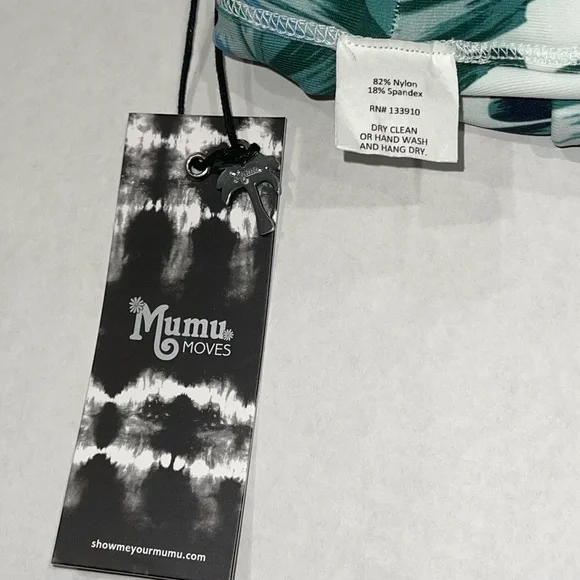 82% Nylon
18% Spandex
RN# 133910
DRY CLEAN
OR HAND WASH
AND HANG DRY.
Mumu
MOVES
showmeyourmumu.com